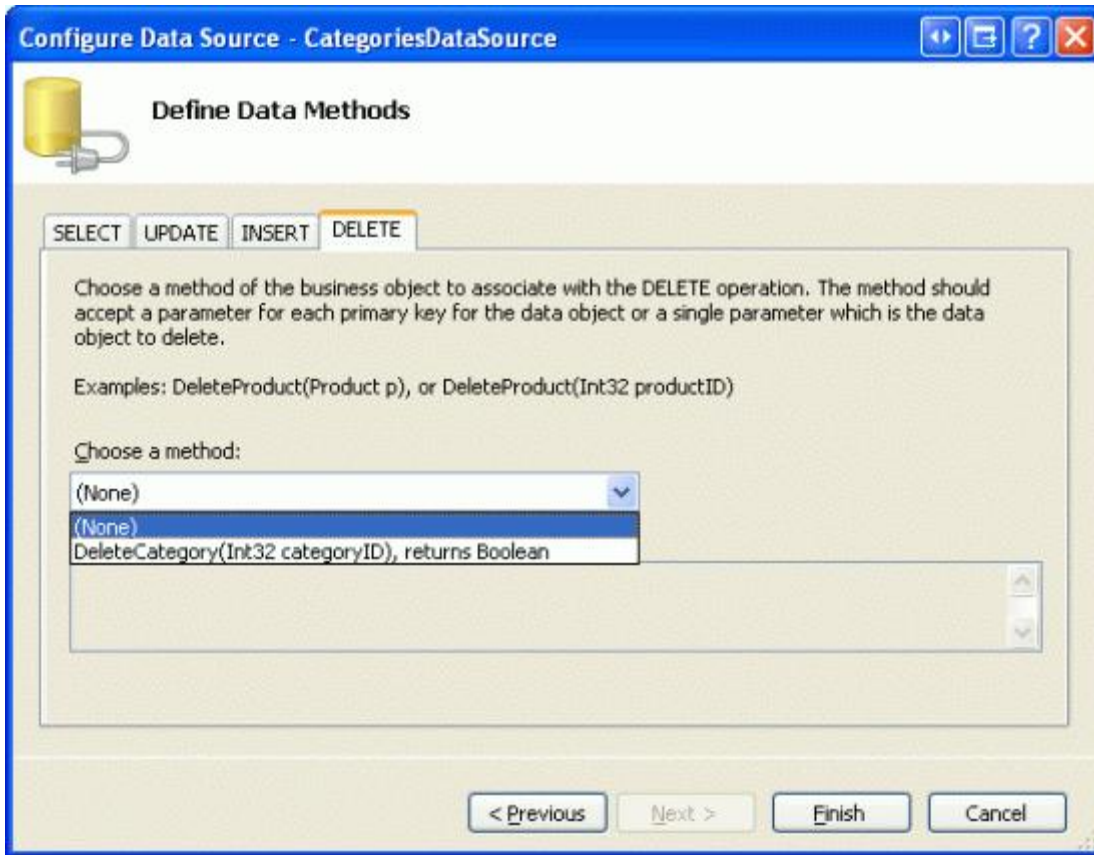 Configure Data Source - CategoriesDataSource
Define Data Methods
SELECT UPDATE INSERT DELETE
Choose a method of the business object to associate with the DELETE operation. The method should
accept a parameter for each primary key for the data object or a single parameter which is the data
object to delete.
Examples: DeleteProduct(Product p), or DeleteProduct(Int32 productID)
Choose a method:
(None)
(None)
DeleteCategory(Int32 categoryID), returns Boolean
< Previous Next > Finish Cancel